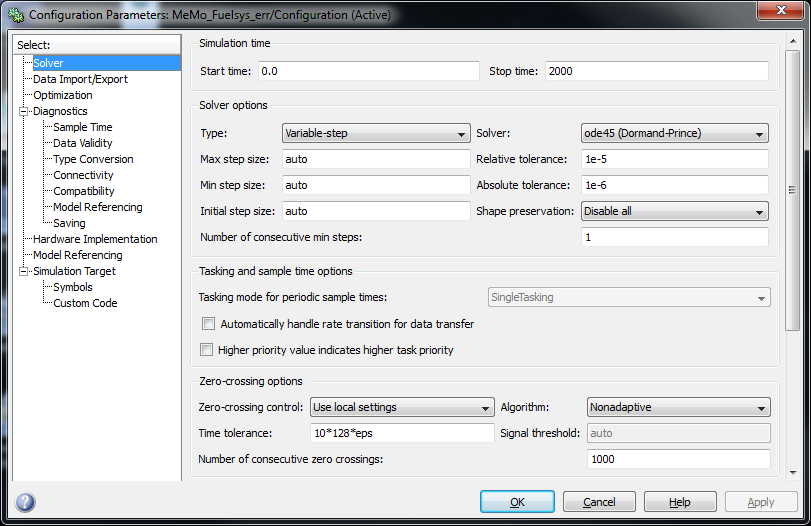 Configuration Parameters: MeMo_Fuelsys_err/Configuration (Active)
Select:
Solver
Data Import/Export
Optimization
Diagnostics
Sample Time
Data Validity
Type Conversion
Connectivity
Compatibility
Model Referencing
Saving
Hardware Implementation
Model Referencing
Simulation Target
Symbols
Custom Code
Simulation time
Start time: 0.0 Stop time: 2000
Solver options
Type: Variable-step Solver: ode45 (Dormand-Prince)
Max step size: auto Relative tolerance: 1e-5
Min step size: auto Absolute tolerance: 1e-6
Initial step size: auto Shape preservation: Disable all
Number of consecutive min steps: 1
Tasking and sample time options
Tasking mode for periodic sample times: SingleTasking
Automatically handle rate transition for data transfer
Higher priority value indicates higher task priority
Zero-crossing options
Zero-crossing control: Use local settings Algorithm: Nonadaptive
Time tolerance: 10*128*eps Signal threshold: auto
Number of consecutive zero crossings: 1000
OK Cancel Help Apply